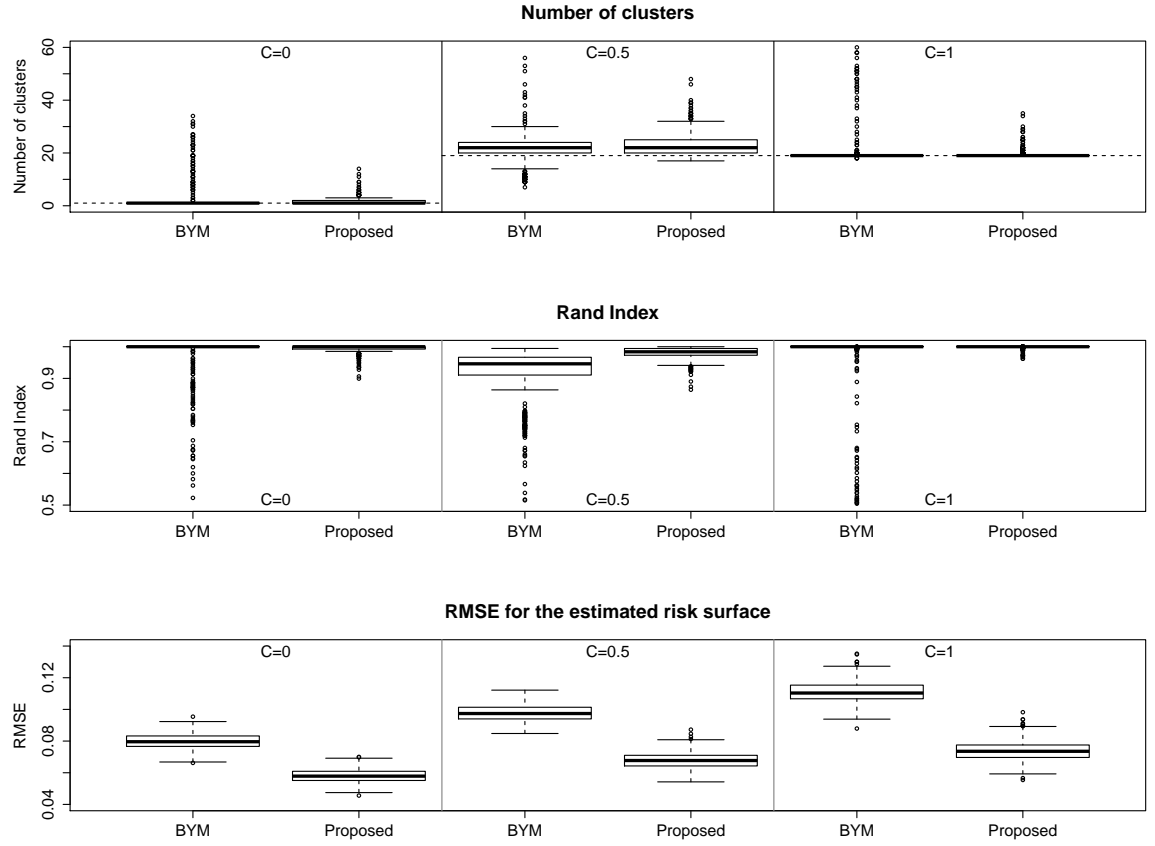 Number of clusters
C=0 C=0.5 C=1
Number of clusters
0 20 40 60
BYM Proposed BYM Proposed BYM Proposed
Rand Index
Rand Index
0.5 0.7 0.9
C=0 C=0.5 C=1
BYM Proposed BYM Proposed BYM Proposed
RMSE for the estimated risk surface
C=0 C=0.5 C=1
RMSE
0.04 0.08 0.12
BYM Proposed BYM Proposed BYM Proposed